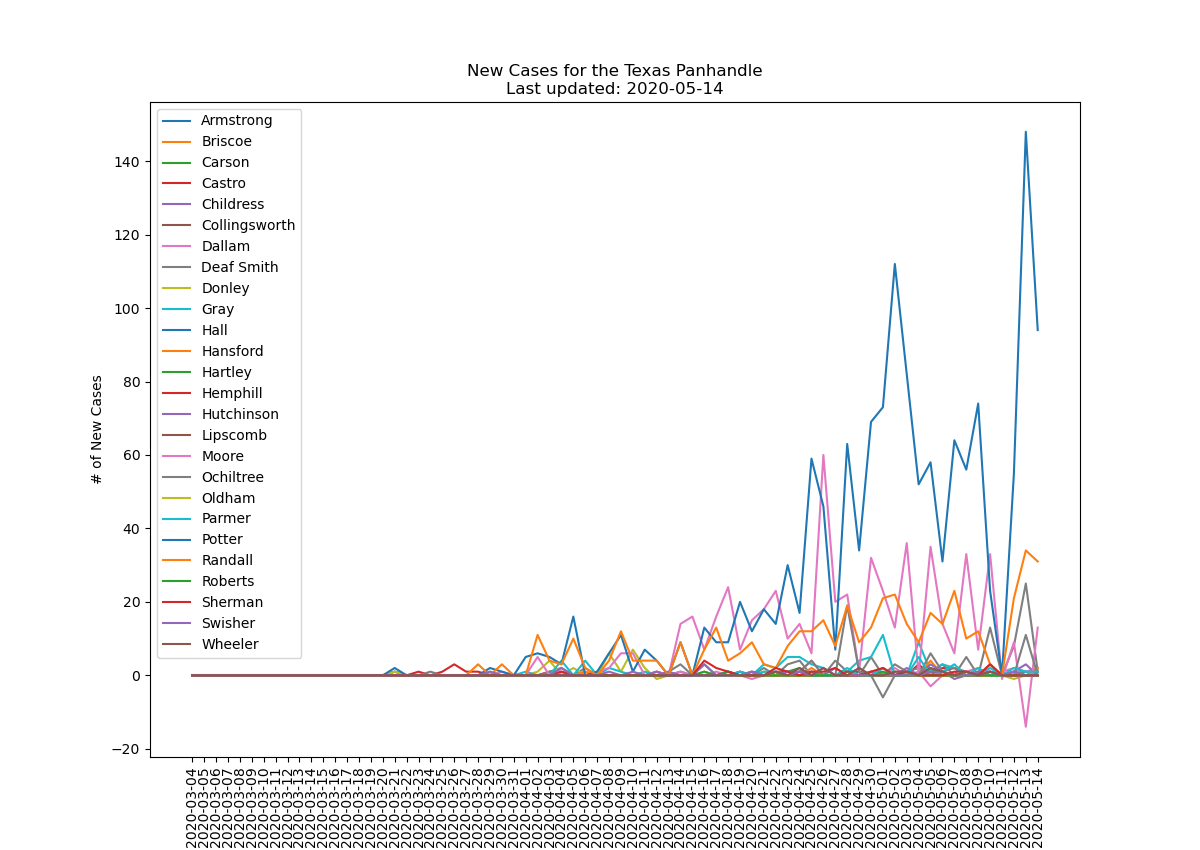 New Cases for the Texas Panhandle
Last updated: 2020-05-14
# of New Cases
140
120
100
80
60
40
20
0
−20
Armstrong
Briscoe
Carson
Castro
Childress
Collingsworth
Dallam
Deaf Smith
Donley
Gray
Hall
Hansford
Hartley
Hemphill
Hutchinson
Lipscomb
Moore
Ochiltree
Oldham
Parmer
Potter
Randall
Roberts
Sherman
Swisher
Wheeler
2020-03-04
2020-03-05
2020-03-06
2020-03-07
2020-03-08
2020-03-09
2020-03-10
2020-03-11
2020-03-12
2020-03-13
2020-03-14
2020-03-15
2020-03-16
2020-03-17
2020-03-18
2020-03-19
2020-03-20
2020-03-21
2020-03-22
2020-03-23
2020-03-24
2020-03-25
2020-03-26
2020-03-27
2020-03-28
2020-03-29
2020-03-30
2020-03-31
2020-04-01
2020-04-02
2020-04-03
2020-04-04
2020-04-05
2020-04-06
2020-04-07
2020-04-08
2020-04-09
2020-04-10
2020-04-11
2020-04-12
2020-04-13
2020-04-14
2020-04-15
2020-04-16
2020-04-17
2020-04-18
2020-04-19
2020-04-20
2020-04-21
2020-04-22
2020-04-23
2020-04-24
2020-04-25
2020-04-26
2020-04-27
2020-04-28
2020-04-29
2020-04-30
2020-05-01
2020-05-02
2020-05-03
2020-05-04
2020-05-05
2020-05-06
2020-05-07
2020-05-08
2020-05-09
2020-05-10
2020-05-11
2020-05-12
2020-05-13
2020-05-14